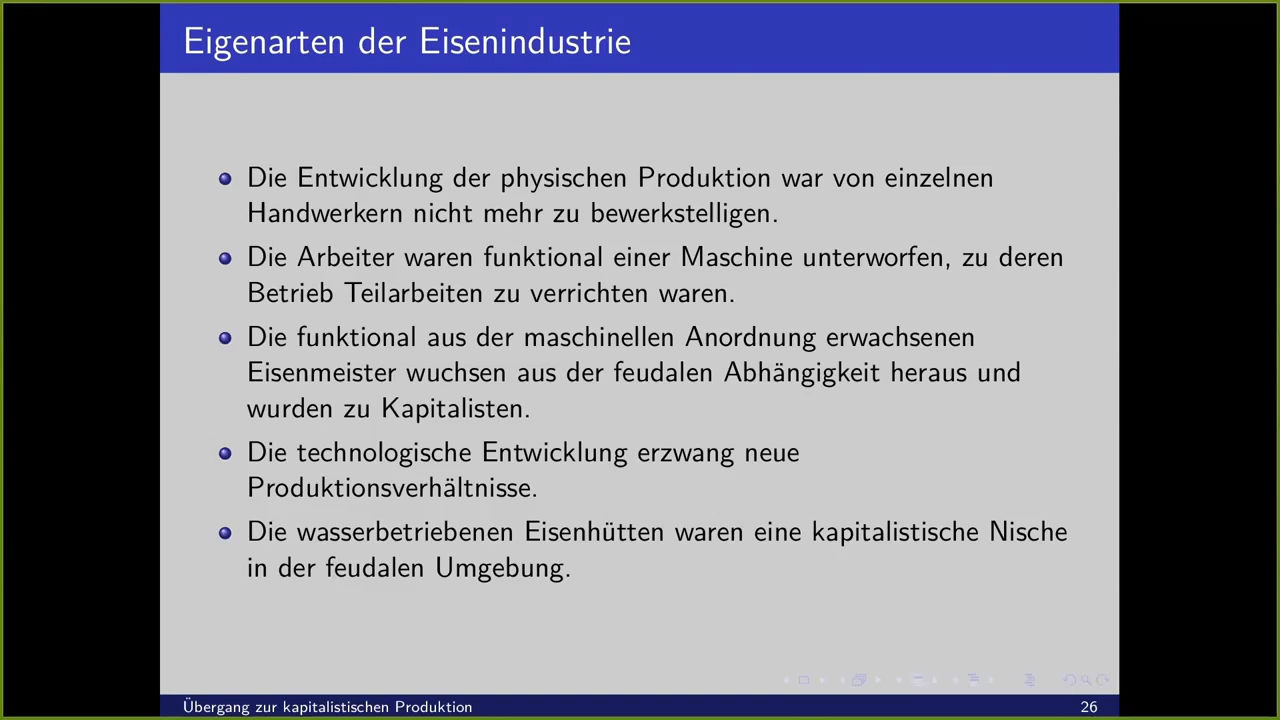 Eigenarten der Eisenindustrie
Die Entwicklung der physischen Produktion war von einzelnen
Handwerkern nicht mehr zu bewerkstelligen.
Die Arbeiter waren funktional einer Maschine unterworfen, zu deren
Betrieb Teilarbeiten zu verrichten waren.
Die funktional aus der maschinellen Anordnung erwachsenen
Eisenmeister wuchsen aus der feudalen Abhängigkeit heraus und
wurden zu Kapitalisten.
Die technologische Entwicklung erzwang neue
Produktionsverhältnisse.
Die wasserbetriebenen Eisenhütten waren eine kapitalistische Nische
in der feudalen Umgebung.
Übergang zur kapitalistischen Produktion
26